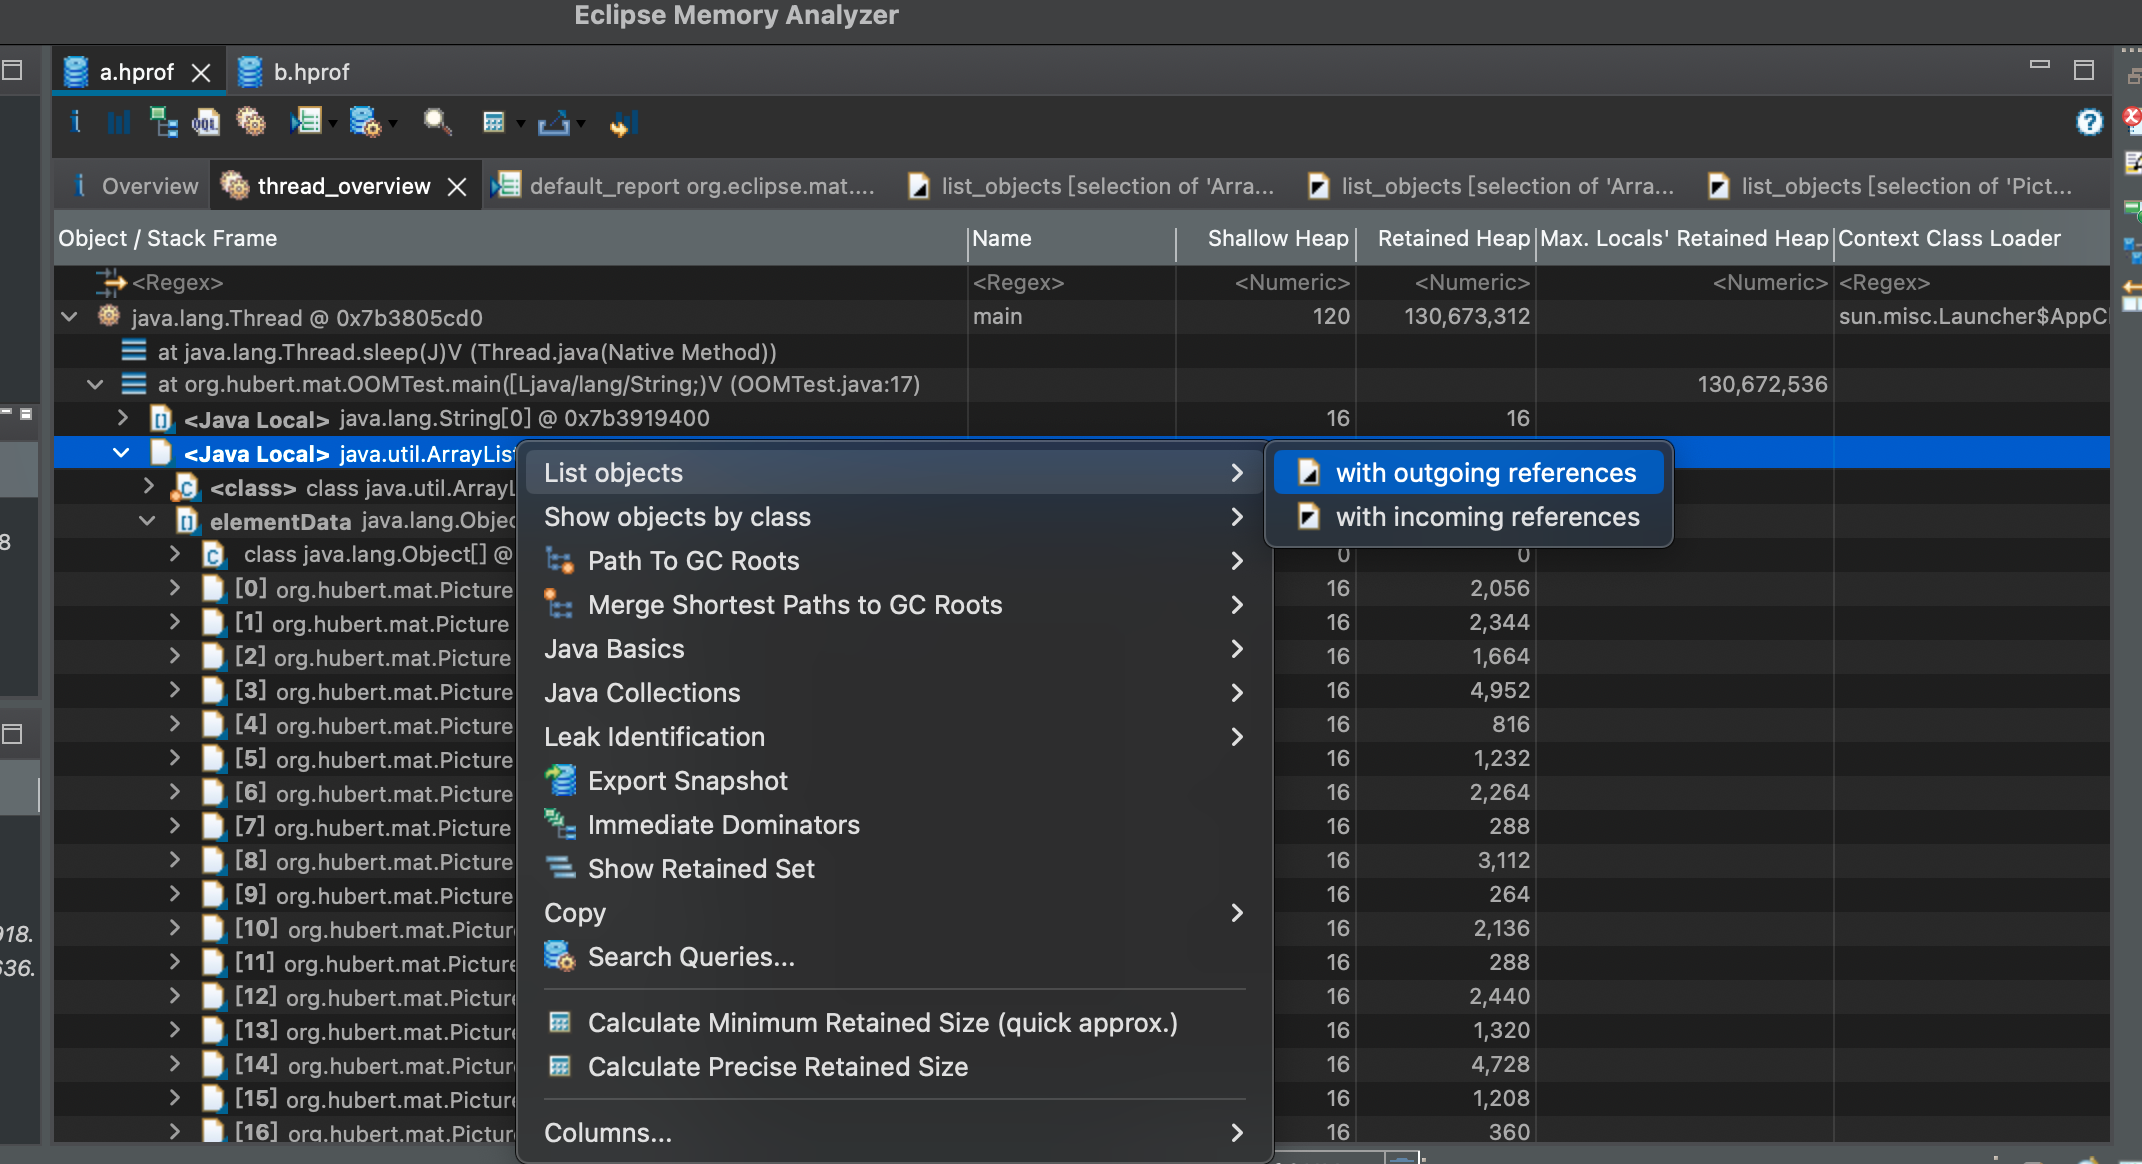 Eclipse Memory Analyzer
a.hprof
b.hprof
Overview
thread_overview
default_report org.eclipse.mat....
list_objects [selection of 'Arra...
list_objects [selection of 'Arra...
list_objects [selection of 'Pict...
Object / Stack Frame Name Shallow Heap Retained Heap Max. Locals' Retained Heap Context Class Loader
<Regex> <Regex> <Numeric> <Numeric> <Numeric> <Regex>
java.lang.Thread @ 0x7b3805cd0 main 120 130,673,312 sun.misc.Launcher$AppC
at java.lang.Thread.sleep(J)V (Thread.java(Native Method))
at org.hubert.mat.OOMTest.main([Ljava/lang/String;)V (OOMTest.java:17) 130,672,536
<Java Local> java.lang.String[0] @ 0x7b3919400 16 16
<Java Local> java.util.ArrayList
<class> class java.util.ArrayL
elementData java.lang.Objec
class java.lang.Object[] @ 0 0
[0] org.hubert.mat.Picture 16 2,056
[1] org.hubert.mat.Picture 16 2,344
[2] org.hubert.mat.Picture 16 1,664
[3] org.hubert.mat.Picture 16 4,952
[4] org.hubert.mat.Picture 16 816
[5] org.hubert.mat.Picture 16 1,232
[6] org.hubert.mat.Picture 16 2,264
[7] org.hubert.mat.Picture 16 288
[8] org.hubert.mat.Picture 16 3,112
[9] org.hubert.mat.Picture 16 264
[10] org.hubert.mat.Pictur 16 2,136
[11] org.hubert.mat.Picture 16 288
[12] org.hubert.mat.Pictur 16 2,440
[13] org.hubert.mat.Pictur 16 1,320
[14] org.hubert.mat.Pictur 16 4,728
[15] org.hubert.mat.Pictur 16 1,208
[16] org.hubert.mat.Pictur 16 360
List objects
Show objects by class
Path To GC Roots
Merge Shortest Paths to GC Roots
Java Basics
Java Collections
Leak Identification
Export Snapshot
Immediate Dominators
Show Retained Set
Copy
Search Queries...
Calculate Minimum Retained Size (quick approx.)
Calculate Precise Retained Size
Columns...
with outgoing references
with incoming references
8
918.
636.